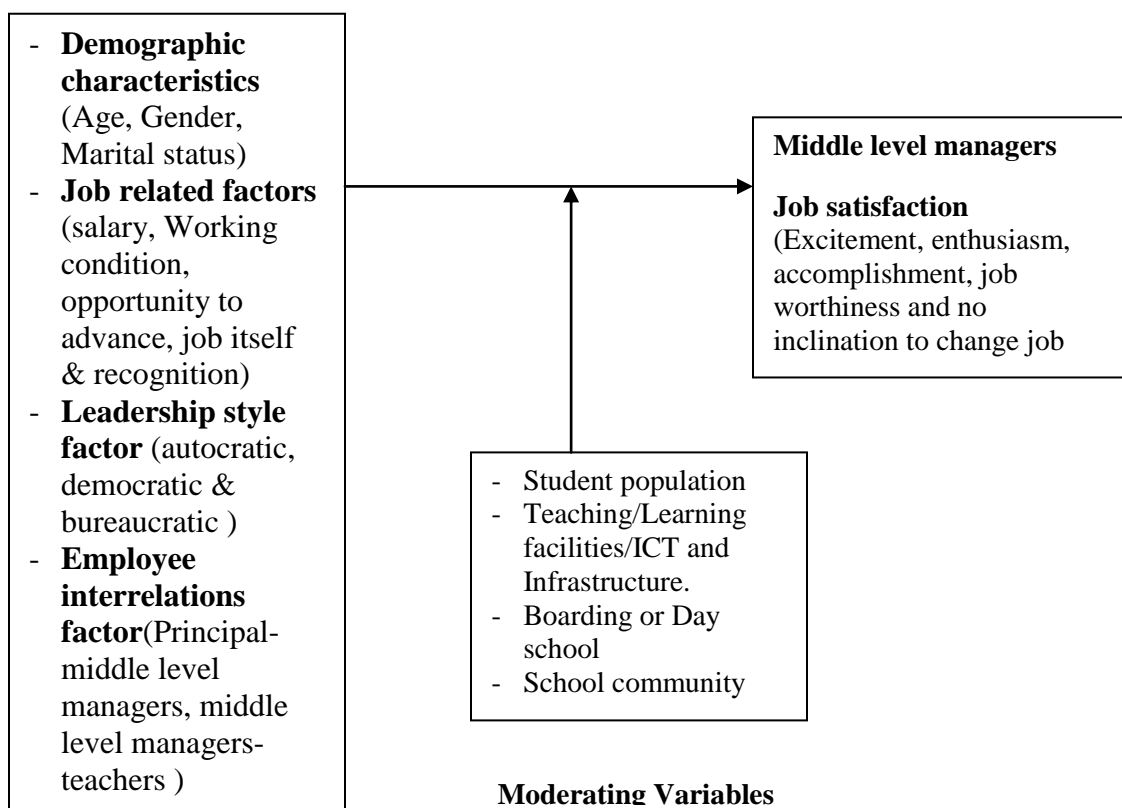 - Demographic
characteristics
(Age, Gender,
Marital status)
- Job related factors
(salary, Working
condition,
opportunity to
advance, job itself
& recognition)
- Leadership style
factor (autocratic,
democratic &
bureaucratic )
- Employee
interrelations
factor(Principal-
middle level
managers, middle
level managers-
teachers )
Middle level managers
Job satisfaction
(Excitement, enthusiasm,
accomplishment, job
worthiness and no
inclination to change job
- Student population
- Teaching/Learning
facilities/ICT and
Infrastructure.
- Boarding or Day
school
- School community
Moderating Variables